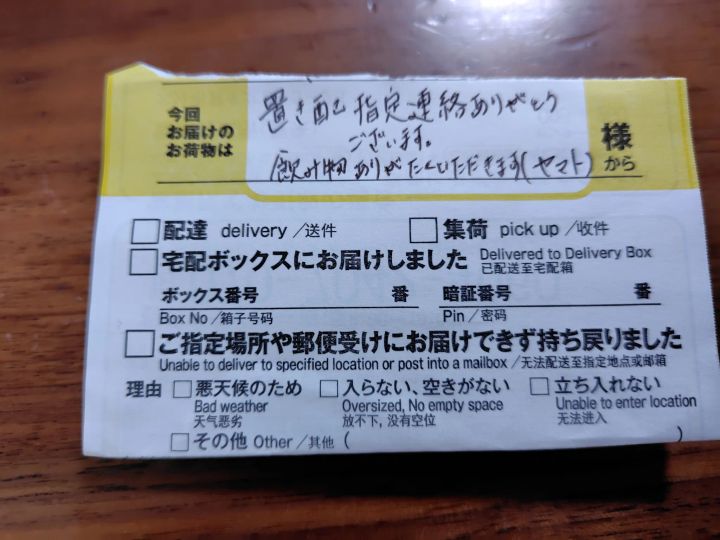 今回
お届けの
お荷物は
置き配指定連絡ありがとう
ございます。
飲み物ありがたくいただきます(ヤマト)
様
から
□配達 delivery/送件 □集荷 pick up/收件
□宅配ボックスにお届けしました Delivered to Delivery Box
已配送至宅配箱
ボックス番号 番 暗証番号 番
Box No/箱子号码 Pin/密码
□ご指定場所や郵便受けにお届けできず持ち戻りました
Unable to deliver to specified location or post into a mailbox/无法配送至指定地点或邮箱
理由 □悪天候のため □入らない、空きがない □立ち入れない
Bad weather Oversized, No empty space Unable to enter location
天气恶劣 放不下, 没有空位 无法进入
□その他 Other/其他 ( )